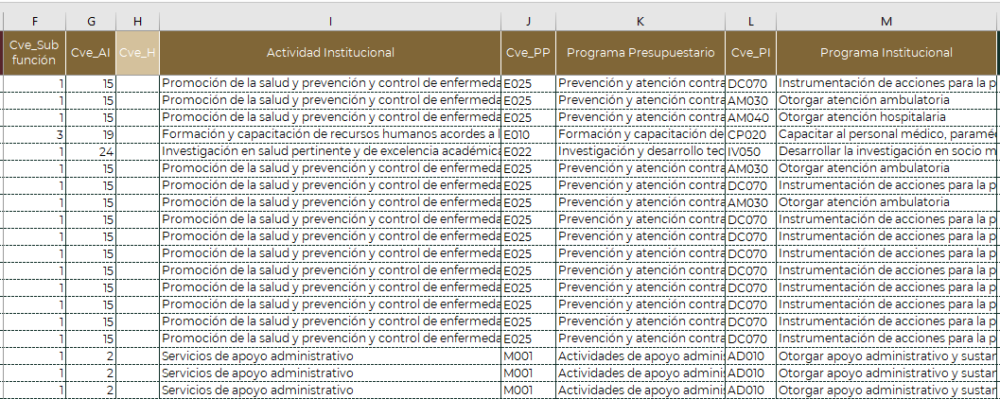 F G H I J K L M
Cve_Sub función Cve_AI Cve_H Actividad Institucional Cve_PP Programa Presupuestario Cve_PI Programa Institucional
1 15 Promoción de la salud y prevención y control de enfermeda E025 Prevención y atención contra DC070 Instrumentación de acciones para la p
1 15 Promoción de la salud y prevención y control de enfermeda E025 Prevención y atención contra AM030 Otorgar atención ambulatoria
1 15 Promoción de la salud y prevención y control de enfermeda E025 Prevención y atención contra AM040 Otorgar atención hospitalaria
3 19 Formación y capacitación de recursos humanos acordes a l E010 Formación y capacitación de CP020 Capacitar al personal médico, paramé
1 24 Investigación en salud pertinente y de excelencia académica E022 Investigación y desarrollo tec IV050 Desarrollar la investigación en socio m
1 15 Promoción de la salud y prevención y control de enfermeda E025 Prevención y atención contra AM030 Otorgar atención ambulatoria
1 15 Promoción de la salud y prevención y control de enfermeda E025 Prevención y atención contra DC070 Instrumentación de acciones para la p
1 15 Promoción de la salud y prevención y control de enfermeda E025 Prevención y atención contra AM030 Otorgar atención ambulatoria
1 15 Promoción de la salud y prevención y control de enfermeda E025 Prevención y atención contra DC070 Instrumentación de acciones para la p
1 15 Promoción de la salud y prevención y control de enfermeda E025 Prevención y atención contra DC070 Instrumentación de acciones para la p
1 15 Promoción de la salud y prevención y control de enfermeda E025 Prevención y atención contra DC070 Instrumentación de acciones para la p
1 15 Promoción de la salud y prevención y control de enfermeda E025 Prevención y atención contra DC070 Instrumentación de acciones para la p
1 15 Promoción de la salud y prevención y control de enfermeda E025 Prevención y atención contra DC070 Instrumentación de acciones para la p
1 15 Promoción de la salud y prevención y control de enfermeda E025 Prevención y atención contra DC070 Instrumentación de acciones para la p
1 15 Promoción de la salud y prevención y control de enfermeda E025 Prevención y atención contra DC070 Instrumentación de acciones para la p
1 15 Promoción de la salud y prevención y control de enfermeda E025 Prevención y atención contra DC070 Instrumentación de acciones para la p
1 2 Servicios de apoyo administrativo M001 Actividades de apoyo adminis AD010 Otorgar apoyo administrativo y sustan
1 2 Servicios de apoyo administrativo M001 Actividades de apoyo adminis AD010 Otorgar apoyo administrativo y sustan
1 2 Servicios de apoyo administrativo M001 Actividades de apoyo adminis AD010 Otorgar apoyo administrativo y sustan